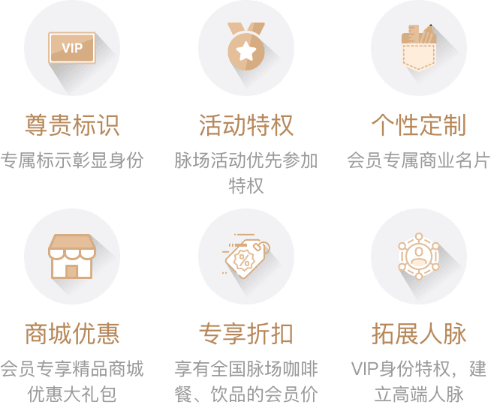 VIP
尊贵标识
活动特权
个性定制
专属标示彰显身份
脉场活动优先参加
特权
会员专属商业名片
商城优惠
专享折扣
拓展人脉
会员专享精品商城
优惠大礼包
享有全国脉场咖啡
餐、饮品的会员价
VIP身份特权，建
立高端人脉